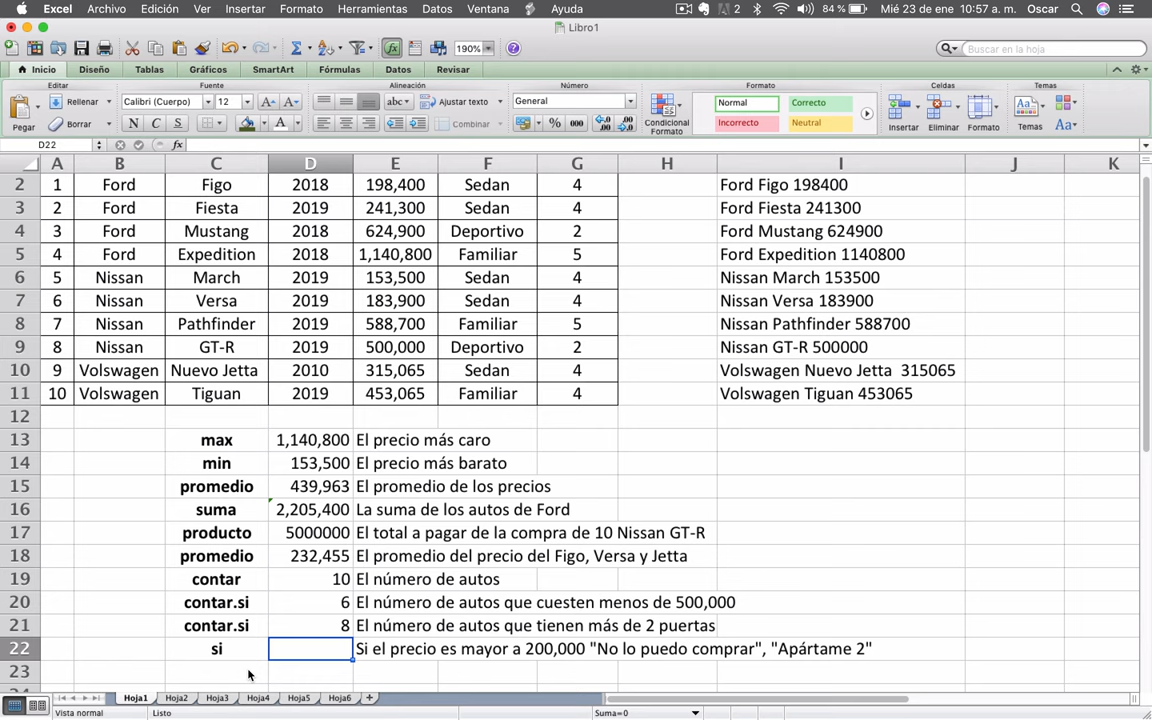 Excel Archivo Edición Ver Insertar Formato Herramientas Datos Ventana Ayuda 2 84 % Mié 23 de ene 10:57 a. m. Oscar
Libro1
190% Buscar en la hoja
Inicio Diseño Tablas Gráficos SmartArt Fórmulas Datos Revisar
Editar Fuente Alineación Número Formato Celdas Temas
Pegar Rellenar Calibri (Cuerpo) 12 A A abc Ajustar texto General Condicional Formato Normal Correcto Insertar Eliminar Formato Temas Aa
Borrar N C S A Combinar % 000 Incorrecto Neutral
D22 fx
A B C D E F G H I J K
2 1 Ford Figo 2018 198,400 Sedan 4 Ford Figo 198400
3 2 Ford Fiesta 2019 241,300 Sedan 4 Ford Fiesta 241300
4 3 Ford Mustang 2018 624,900 Deportivo 2 Ford Mustang 624900
5 4 Ford Expedition 2018 1,140,800 Familiar 5 Ford Expedition 1140800
6 5 Nissan March 2019 153,500 Sedan 4 Nissan March 153500
7 6 Nissan Versa 2019 183,900 Sedan 4 Nissan Versa 183900
8 7 Nissan Pathfinder 2019 588,700 Familiar 5 Nissan Pathfinder 588700
9 8 Nissan GT-R 2019 500,000 Deportivo 2 Nissan GT-R 500000
10 9 Volswagen Nuevo Jetta 2010 315,065 Sedan 4 Volswagen Nuevo Jetta 315065
11 10 Volswagen Tiguan 2019 453,065 Familiar 4 Volswagen Tiguan 453065
12
13 max 1,140,800 El precio más caro
14 min 153,500 El precio más barato
15 promedio 439,963 El promedio de los precios
16 suma 2,205,400 La suma de los autos de Ford
17 producto 5000000 El total a pagar de la compra de 10 Nissan GT-R
18 promedio 232,455 El promedio del precio del Figo, Versa y Jetta
19 contar 10 El número de autos
20 contar.si 6 El número de autos que cuesten menos de 500,000
21 contar.si 8 El número de autos que tienen más de 2 puertas
22 si Si el precio es mayor a 200,000 "No lo puedo comprar", "Apártame 2"
23
Hoja1 Hoja2 Hoja3 Hoja4 Hoja5 Hoja6 +
Vista normal Listo Suma=0